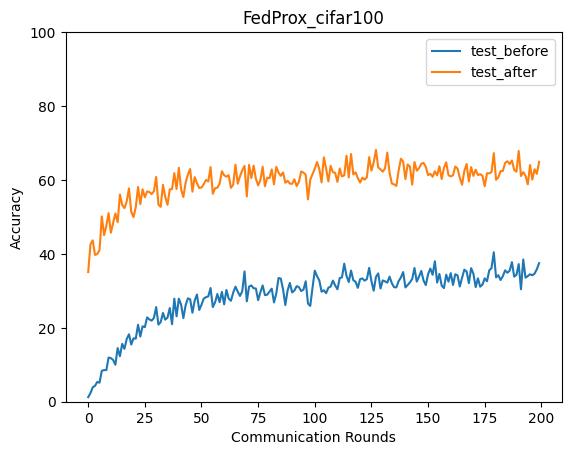 FedProx_cifar100
test_before
test_after
Accuracy
100
80
60
40
20
0
0 25 50 75 100 125 150 175 200
Communication Rounds